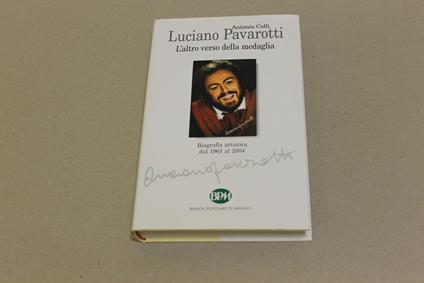 Antonio Colli
Luciano Pavarotti
L'altro verso della medaglia
Biografia artistica
dal 1961 al 2004
BPM
BANCA POPOLARE DI MILANO